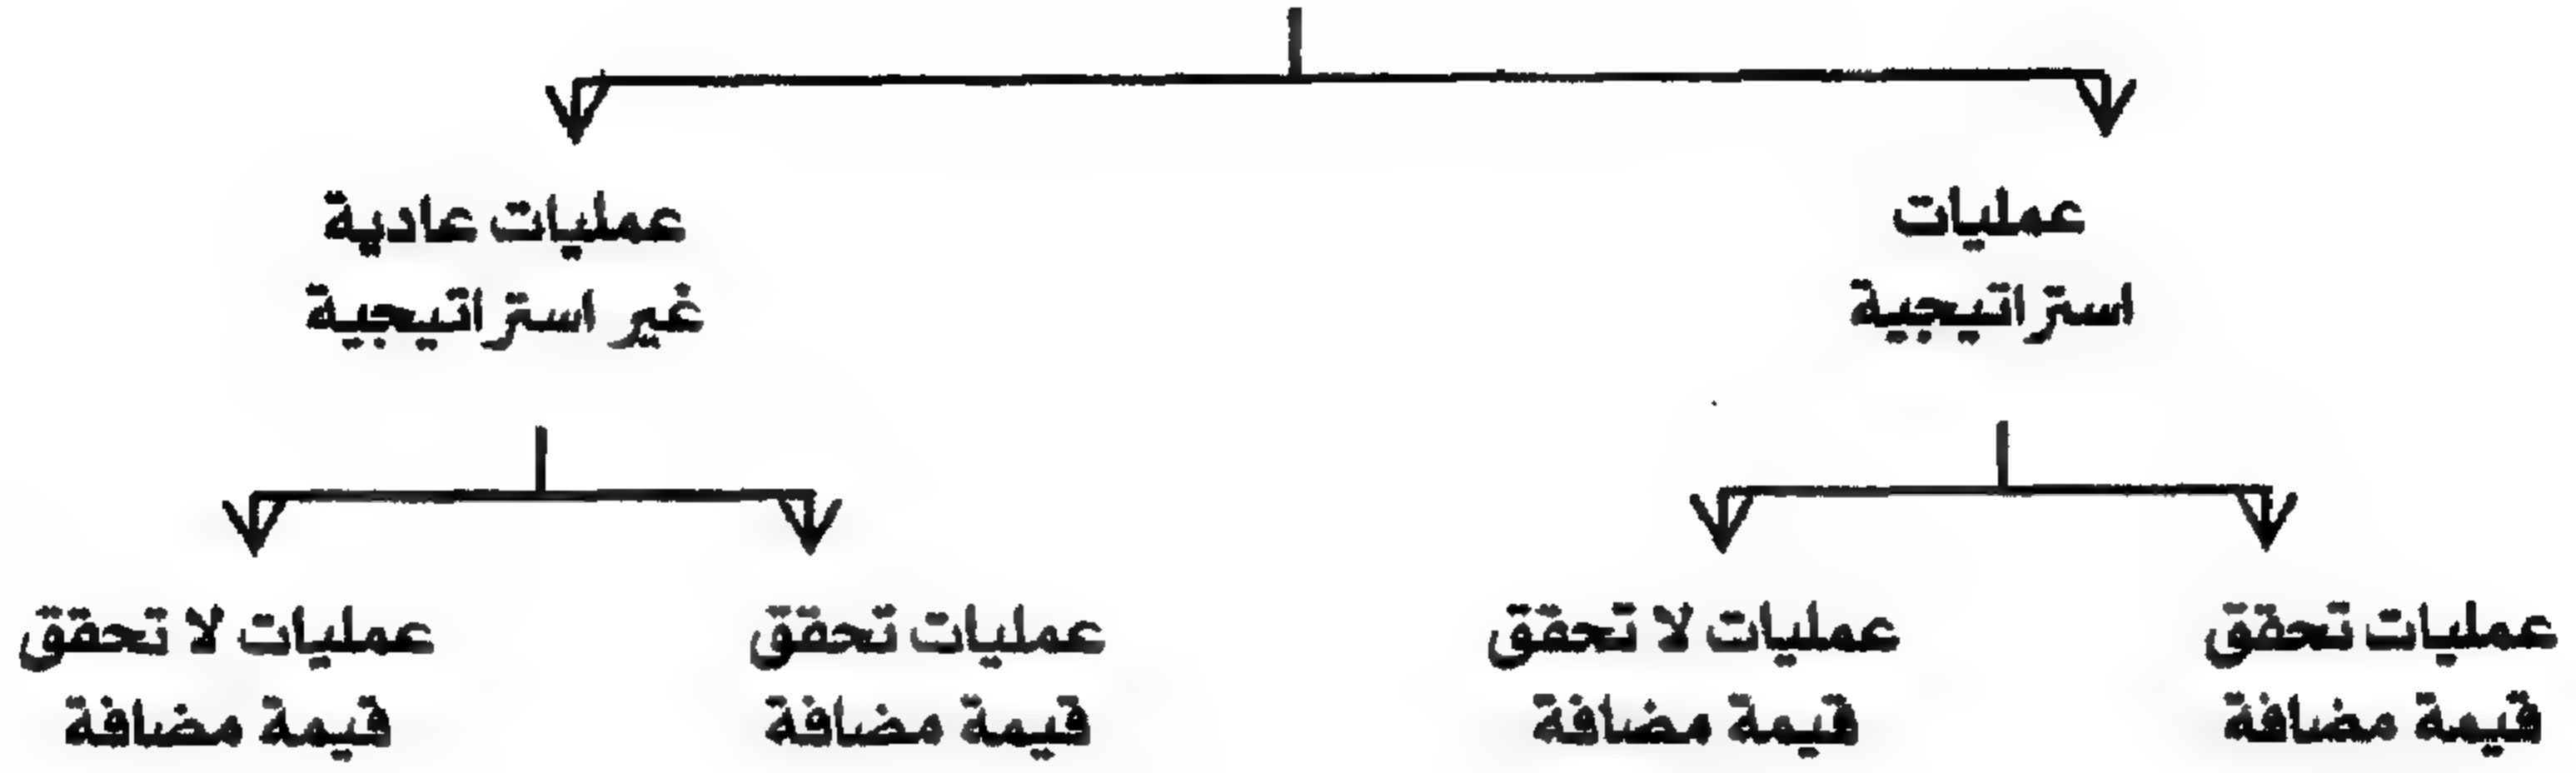 عمليات
استراتيجية
عمليات عادية
غير استراتيجية
عمليات تحقق
قيمة مضافة
عمليات لا تحقق
قيمة مضافة
عمليات تحقق
قيمة مضافة
عمليات لا تحقق
قيمة مضافة